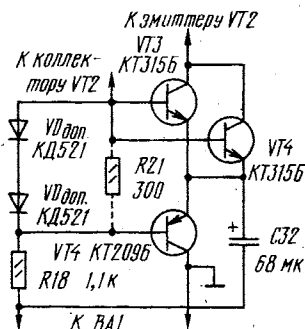 К эмиттеру VT2
VT3
КТ315Б
К коллек-
тору VT2
VDдоп.
КД521
R21
300
VT4
КТ315Б
VDдоп.
КД521
VT4 КТ209Б
+
C32
68 мк
R18 1,1к
К ВА1